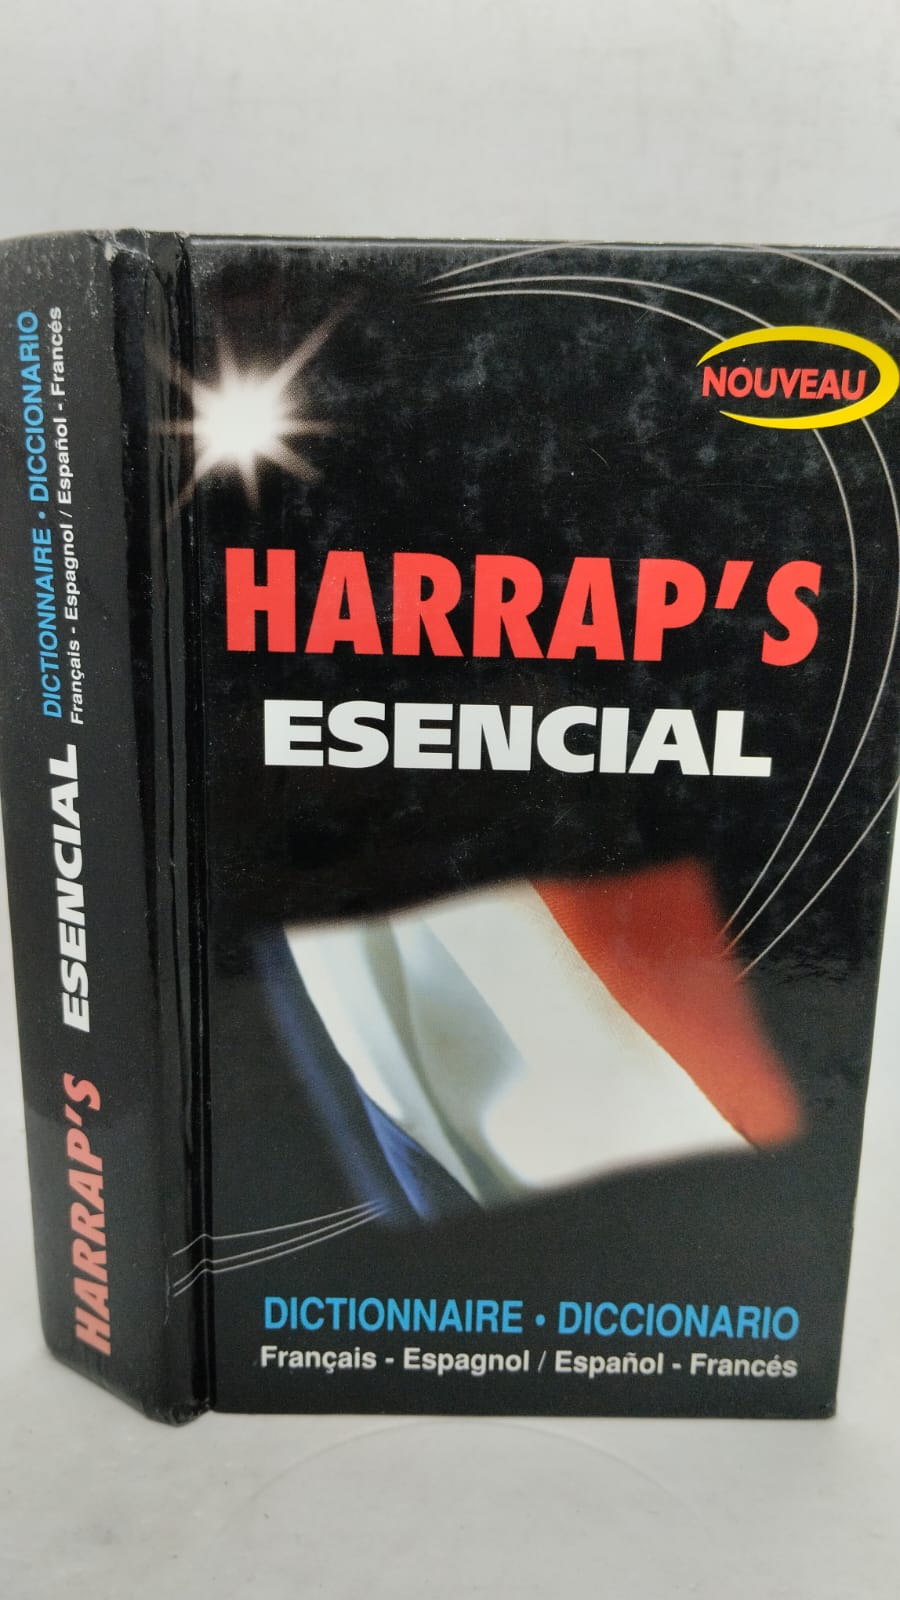 NOUVEAU
HARRAP'S
ESENCIAL
DICTIONNAIRE • DICCIONARIO
Français - Espagnol / Español - Francés
HARRAP'S ESENCIAL DICTIONNAIRE • DICCIONARIO
Français - Espagnol / Español - Francés